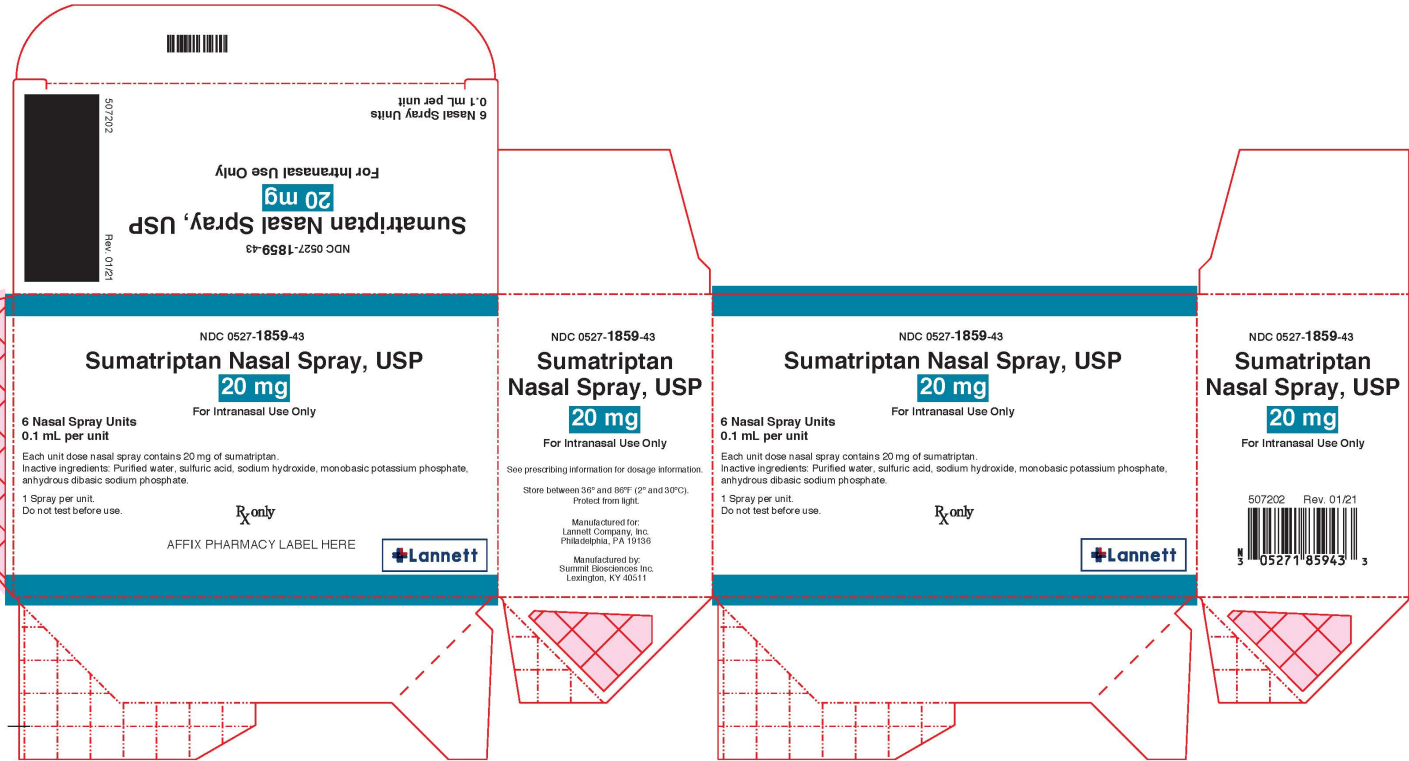 6 Nasal Spray Units
0.1 mL per unit
507202
Rev. 01/21
For Intranasal Use Only
20 mg
Sumatriptan Nasal Spray, USP
NDC 0527-1859-43
NDC 0527-1859-43
Sumatriptan Nasal Spray, USP
20 mg
For Intranasal Use Only
6 Nasal Spray Units
0.1 mL per unit
Each unit dose nasal spray contains 20 mg of sumatriptan.
Inactive ingredients: Purified water, sulfuric acid, sodium hydroxide, monobasic potassium phosphate,
anhydrous dibasic sodium phosphate.
1 Spray per unit.
Do not test before use.
Rx only
AFFIX PHARMACY LABEL HERE
Lannett
NDC 0527-1859-43
Sumatriptan
Nasal Spray, USP
20 mg
For Intranasal Use Only
See prescribing information for dosage information.
Store between 36° and 86°F (2° and 30°C).
Protect from light.
Manufactured for:
Lannett Company, Inc.
Philadelphia, PA 19136
Manufactured by:
Summit Biosciences Inc.
Lexington, KY 40511
NDC 0527-1859-43
Sumatriptan Nasal Spray, USP
20 mg
For Intranasal Use Only
6 Nasal Spray Units
0.1 mL per unit
Each unit dose nasal spray contains 20 mg of sumatriptan.
Inactive ingredients: Purified water, sulfuric acid, sodium hydroxide, monobasic potassium phosphate,
anhydrous dibasic sodium phosphate.
1 Spray per unit.
Do not test before use.
Rx only
Lannett
NDC 0527-1859-43
Sumatriptan
Nasal Spray, USP
20 mg
For Intranasal Use Only
507202 Rev. 01/21
N
3 05271 85943 3